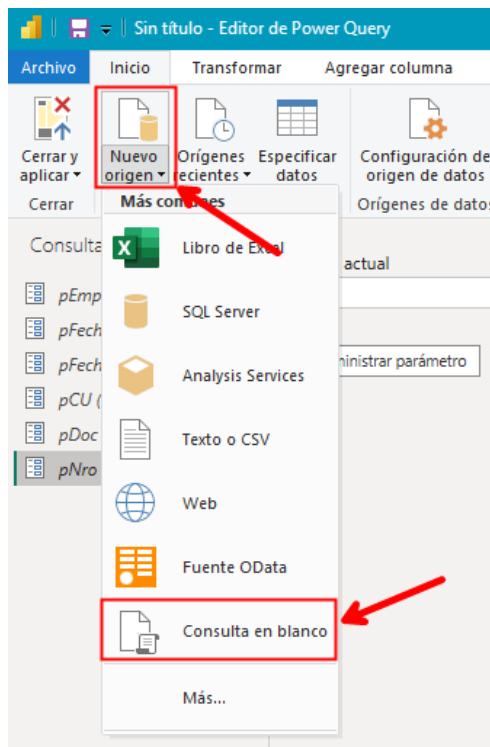 Sin título - Editor de Power Query
Archivo Inicio Transformar Agregar columna
Cerrar y aplicar
Nuevo origen
Orígenes recientes
Especificar datos
Configuración de origen de datos
Cerrar
Más comunes
Orígenes de datos
Consulta
actual
Libro de Excel
pEmp
pFech
SQL Server
pFech
ministrar parámetro
Analysis Services
pCU (
pDoc
Texto o CSV
pNro
Web
Fuente OData
Consulta en blanco
Más...